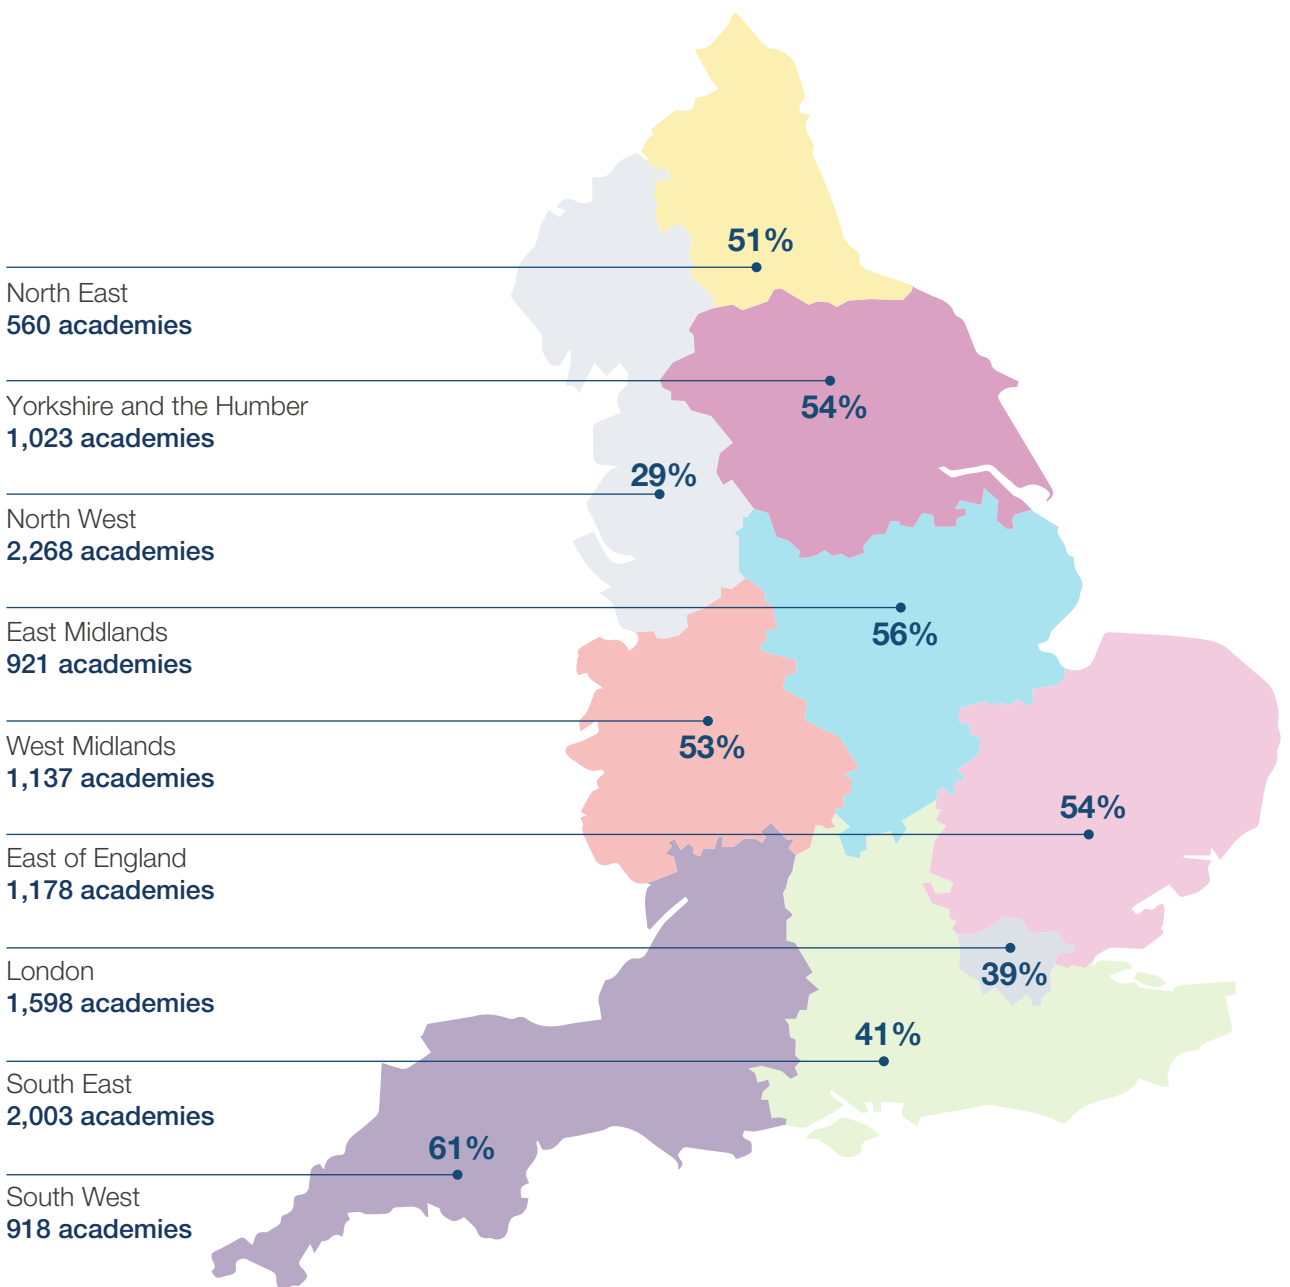 51%
North East
560 academies
Yorkshire and the Humber
1,023 academies
54%
29%
North West
2,268 academies
East Midlands
921 academies
56%
West Midlands
1,137 academies
53%
54%
East of England
1,178 academies
London
1,598 academies
39%
41%
South East
2,003 academies
61%
South West
918 academies